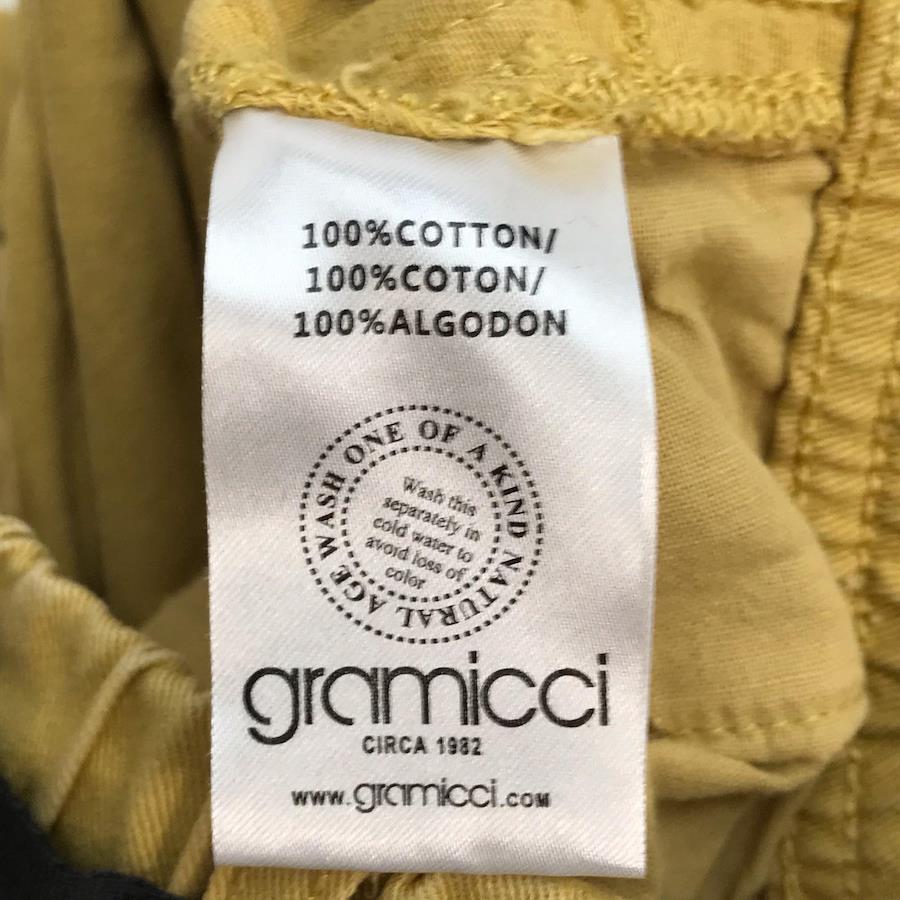 100%COTTON/
100%COTON/
100%ALGODON
WASH ONE OF A KIND NATURAL AGE
Wash this
separately in
cold water to
avoid loss of
color
gramicci
CIRCA 1982
www.gramicci.com